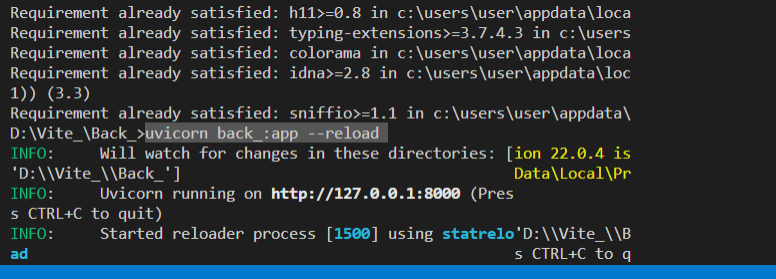 Requirement already satisfied: h11>=0.8 in c:\users\user\appdata\loca
Requirement already satisfied: typing-extensions>=3.7.4.3 in c:\users
Requirement already satisfied: colorama in c:\users\user\appdata\loca
Requirement already satisfied: idna>=2.8 in c:\users\user\appdata\loc
1)) (3.3)
Requirement already satisfied: sniffio>=1.1 in c:\users\user\appdata\
D:\Vite_\Back_>uvicorn back_:app --reload
INFO:     Will watch for changes in these directories: [ion 22.0.4 is
'D:\\Vite_\\Back_'] Data\Local\Pr
INFO:     Uvicorn running on http://127.0.0.1:8000 (Pres
s CTRL+C to quit)
INFO:     Started reloader process [1500] using statrelo'D:\\Vite_\\B
ad s CTRL+C to q